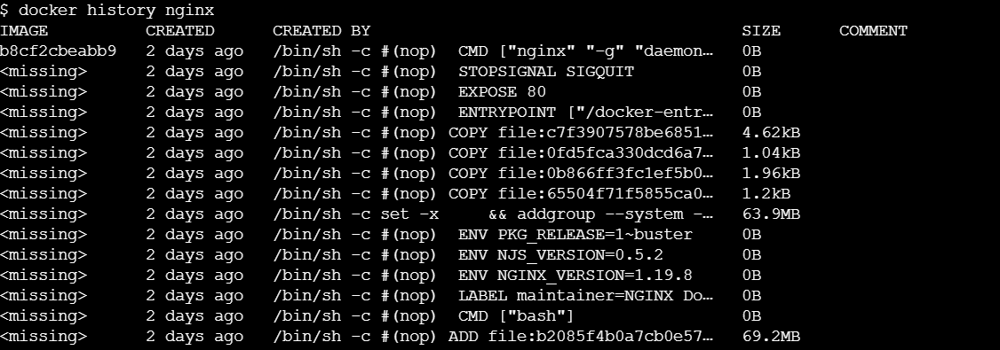 $ docker history nginx
IMAGE CREATED CREATED BY SIZE COMMENT
b8cf2cbeabb9 2 days ago /bin/sh -c #(nop) CMD ["nginx" "-g" "daemon… 0B
<missing> 2 days ago /bin/sh -c #(nop) STOPSIGNAL SIGQUIT 0B
<missing> 2 days ago /bin/sh -c #(nop) EXPOSE 80 0B
<missing> 2 days ago /bin/sh -c #(nop) ENTRYPOINT ["/docker-entr… 0B
<missing> 2 days ago /bin/sh -c #(nop) COPY file:c7f3907578be6851… 4.62kB
<missing> 2 days ago /bin/sh -c #(nop) COPY file:0fd5fca330dcd6a7… 1.04kB
<missing> 2 days ago /bin/sh -c #(nop) COPY file:0b866ff3fc1ef5b0… 1.96kB
<missing> 2 days ago /bin/sh -c #(nop) COPY file:65504f71f5855ca0… 1.2kB
<missing> 2 days ago /bin/sh -c set -x && addgroup --system -… 63.9MB
<missing> 2 days ago /bin/sh -c #(nop) ENV PKG_RELEASE=1~buster 0B
<missing> 2 days ago /bin/sh -c #(nop) ENV NJS_VERSION=0.5.2 0B
<missing> 2 days ago /bin/sh -c #(nop) ENV NGINX_VERSION=1.19.8 0B
<missing> 2 days ago /bin/sh -c #(nop) LABEL maintainer=NGINX Do… 0B
<missing> 2 days ago /bin/sh -c #(nop) CMD ["bash"] 0B
<missing> 2 days ago /bin/sh -c #(nop) ADD file:b2085f4b0a7cb0e57… 69.2MB